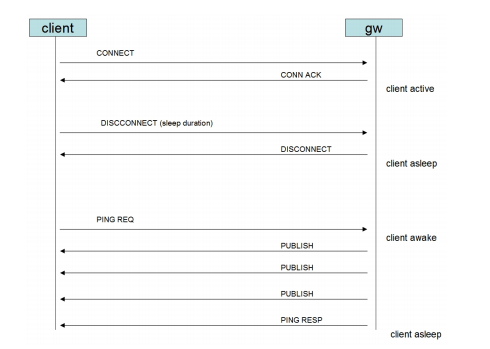 client
gw
CONNECT
CONN ACK
client active
DISCCONNECT (sleep duration)
DISCONNECT
client asleep
PING REQ
client awake
PUBLISH
PUBLISH
PUBLISH
PING RESP
client asleep